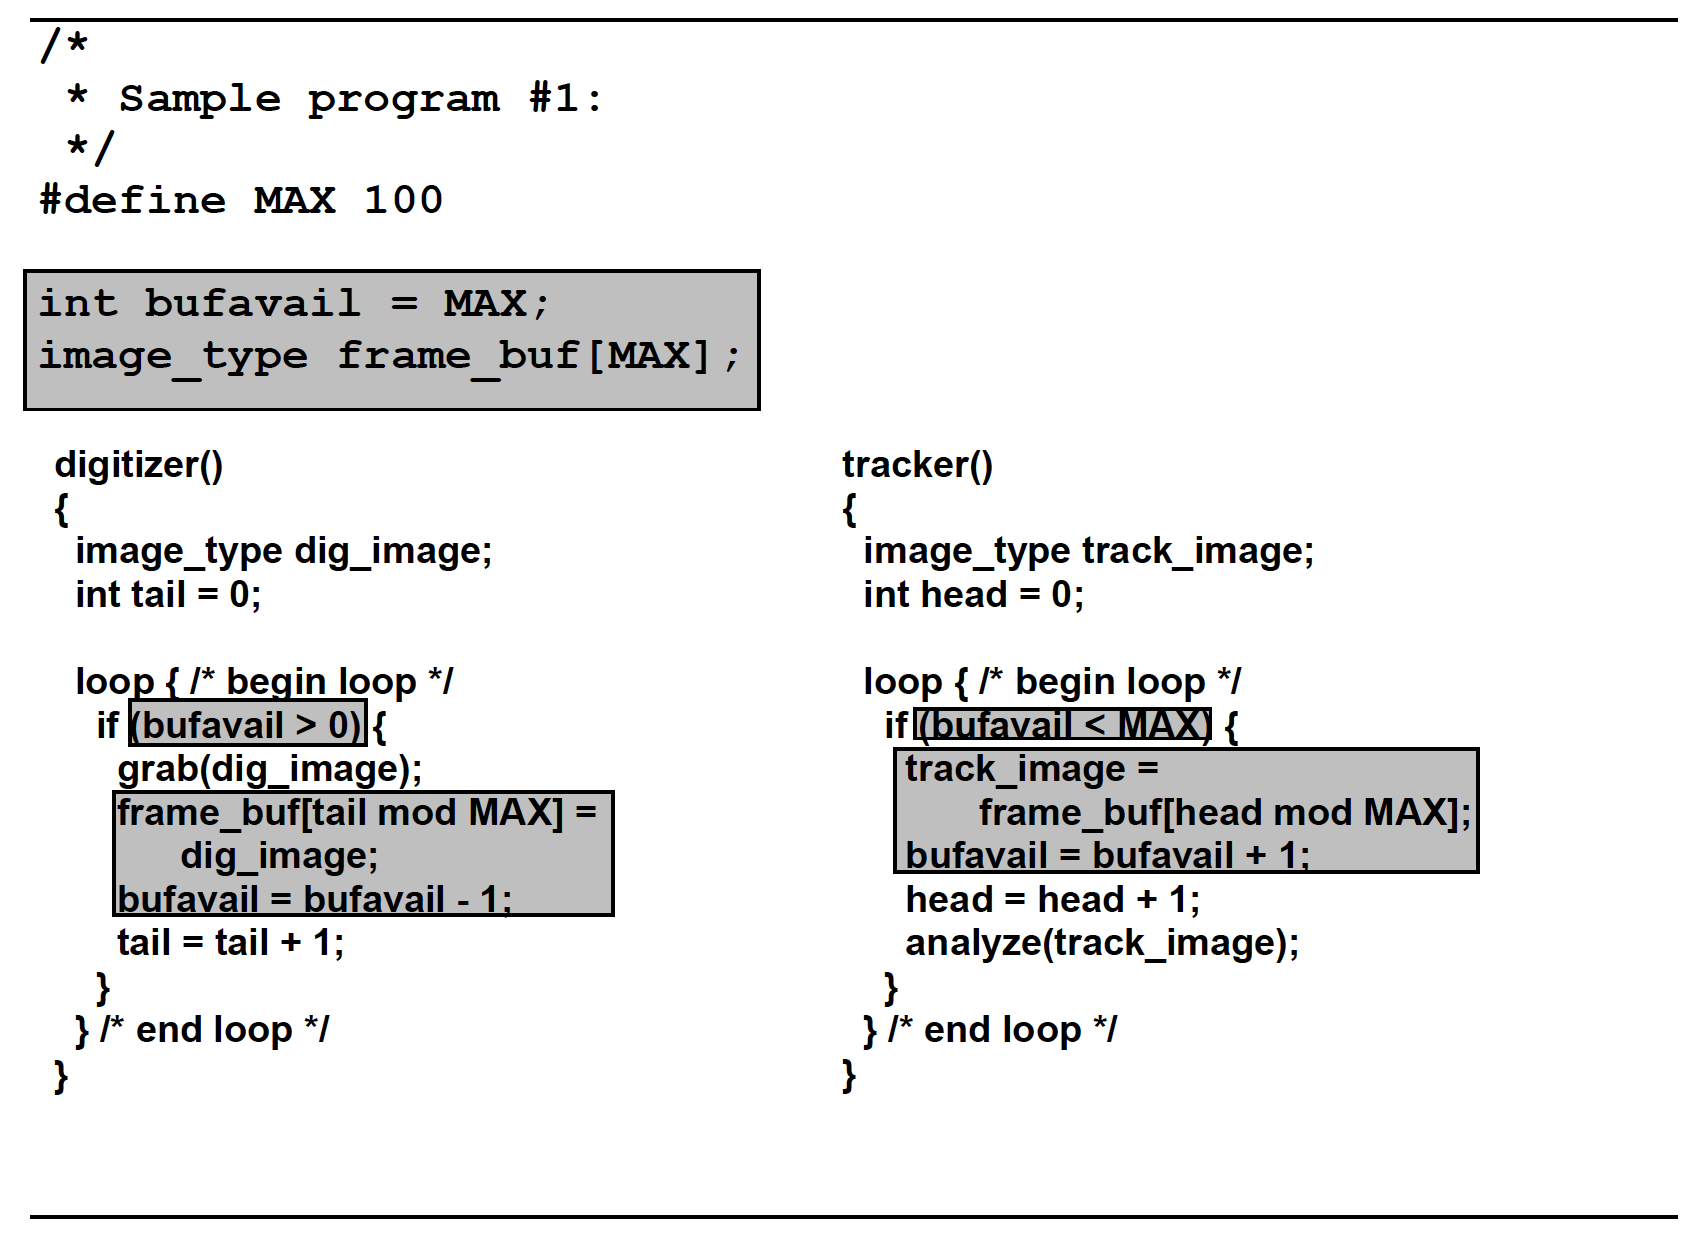 /*
 * Sample program #1:
 */
#define MAX 100
int bufavail = MAX;
image_type frame_buf[MAX];
digitizer()
{
image_type dig_image;
int tail = 0;
loop { /* begin loop */
if (bufavail > 0) {
grab(dig_image);
frame_buf[tail mod MAX] =
dig_image;
bufavail = bufavail - 1;
tail = tail + 1;
}
} /* end loop */
}
tracker()
{
image_type track_image;
int head = 0;
loop { /* begin loop */
if (bufavail < MAX) {
track_image =
frame_buf[head mod MAX];
bufavail = bufavail + 1;
head = head + 1;
analyze(track_image);
}
} /* end loop */
}